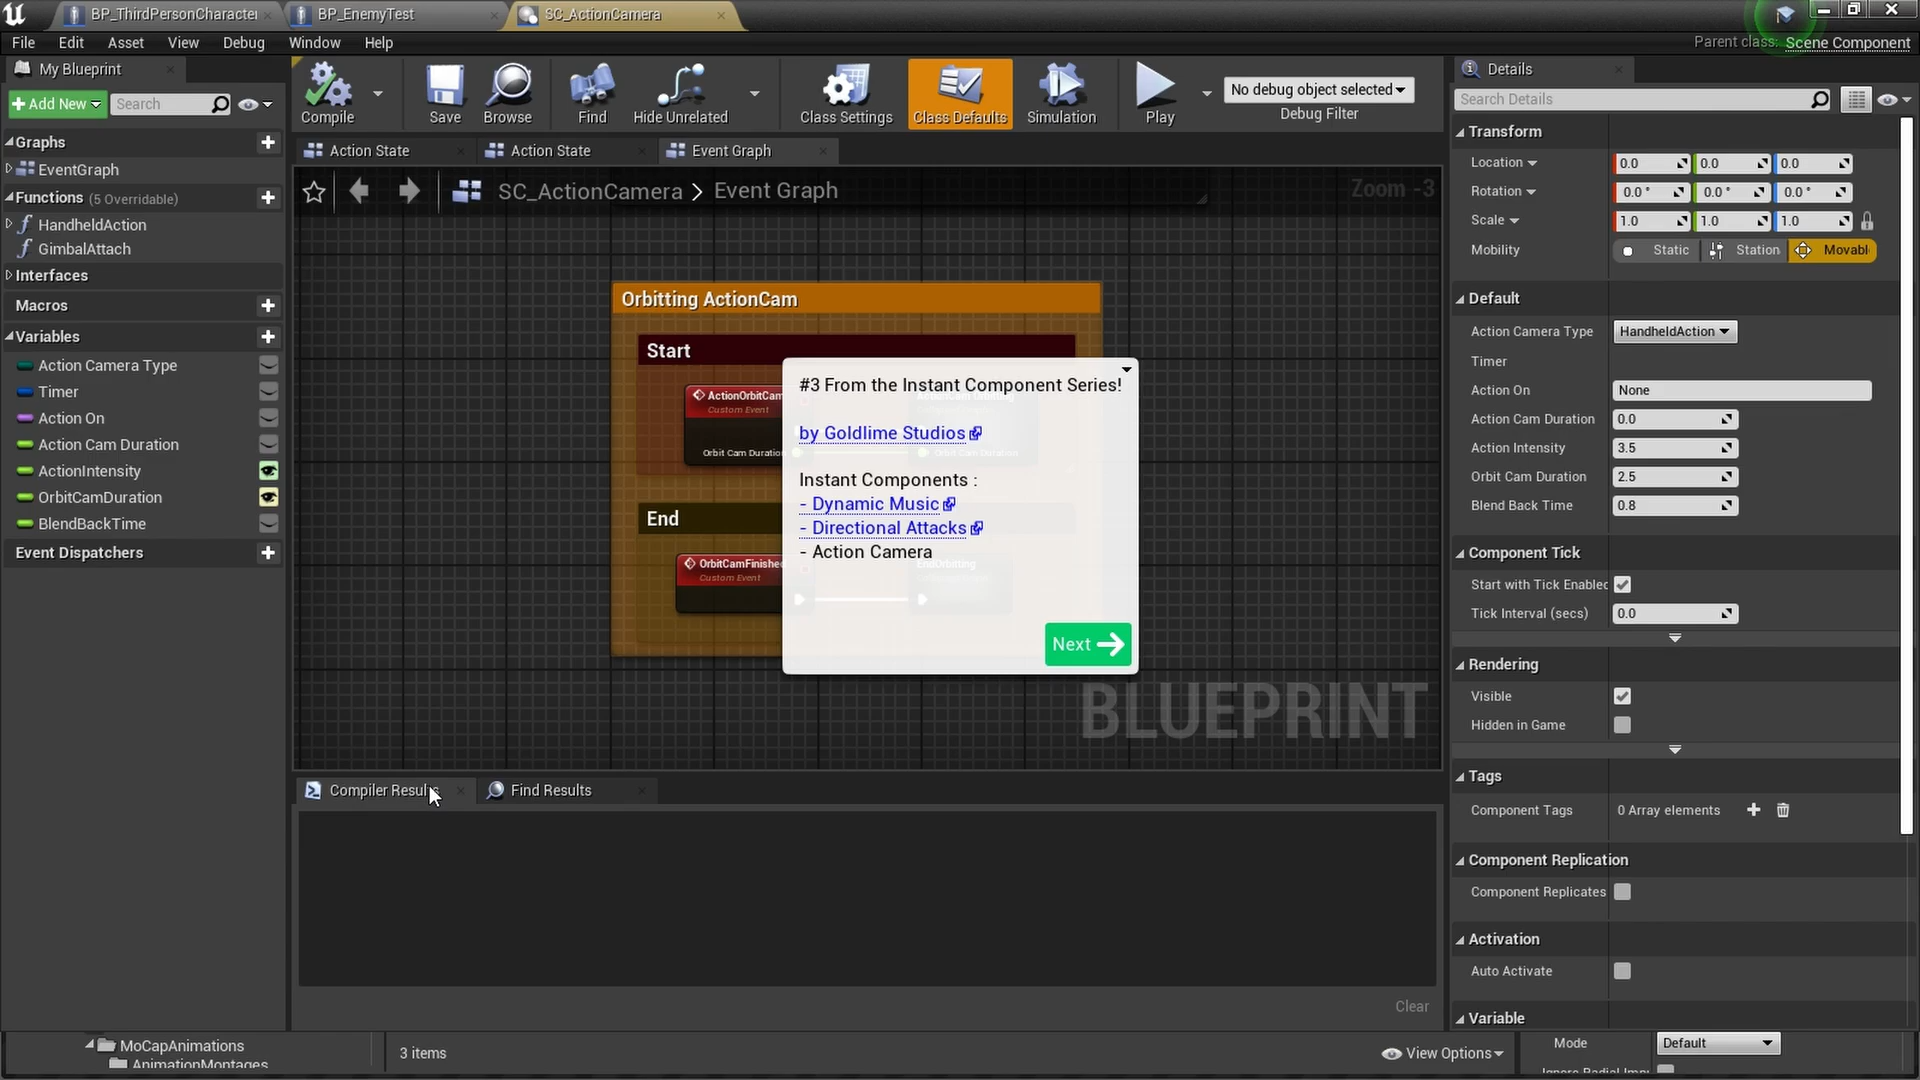 BP_ThirdPersonCharacter
BP_EnemyTest
SC_ActionCamera
File
Edit
Asset
View
Debug
Window
Help
Parent class:
Scene Component
My Blueprint
+ Add New
Search
Graphs
EventGraph
Functions (5 Overridable)
HandheldAction
GimbalAttach
Interfaces
Macros
Variables
Action Camera Type
Timer
Action On
Action Cam Duration
ActionIntensity
OrbitCamDuration
BlendBackTime
Event Dispatchers
Compile
Save
Browse
Find
Hide Unrelated
Class Settings
Class Defaults
Simulation
Play
No debug object selected
Debug Filter
Action State
Action State
Event Graph
SC_ActionCamera > Event Graph
Zoom -3
Orbitting ActionCam
Start
ActionOrbitCam
Custom Event
Orbit Cam Duration
Orbit Cam Duration
End
OrbitCamFinished
Custom Event
EndOrbiting
#3 From the Instant Component Series!
by Goldlime Studios
Instant Components :
- Dynamic Music
- Directional Attacks
- Action Camera
Next
BLUEPRINT
Compiler Results
Find Results
Clear
MoCapAnimations
AnimationMontages
3 items
View Options
Details
Search Details
Transform
Location
0.0
0.0
0.0
Rotation
0.0 °
0.0 °
0.0 °
Scale
1.0
1.0
1.0
Mobility
Static
Station
Movabl
Default
Action Camera Type
HandheldAction
Timer
Action On
None
Action Cam Duration
0.0
Action Intensity
3.5
Orbit Cam Duration
2.5
Blend Back Time
0.8
Component Tick
Start with Tick Enablec
Tick Interval (secs)
0.0
Rendering
Visible
Hidden in Game
Tags
Component Tags
0 Array elements
Component Replication
Component Replicates
Activation
Auto Activate
Variable
Mode
Default